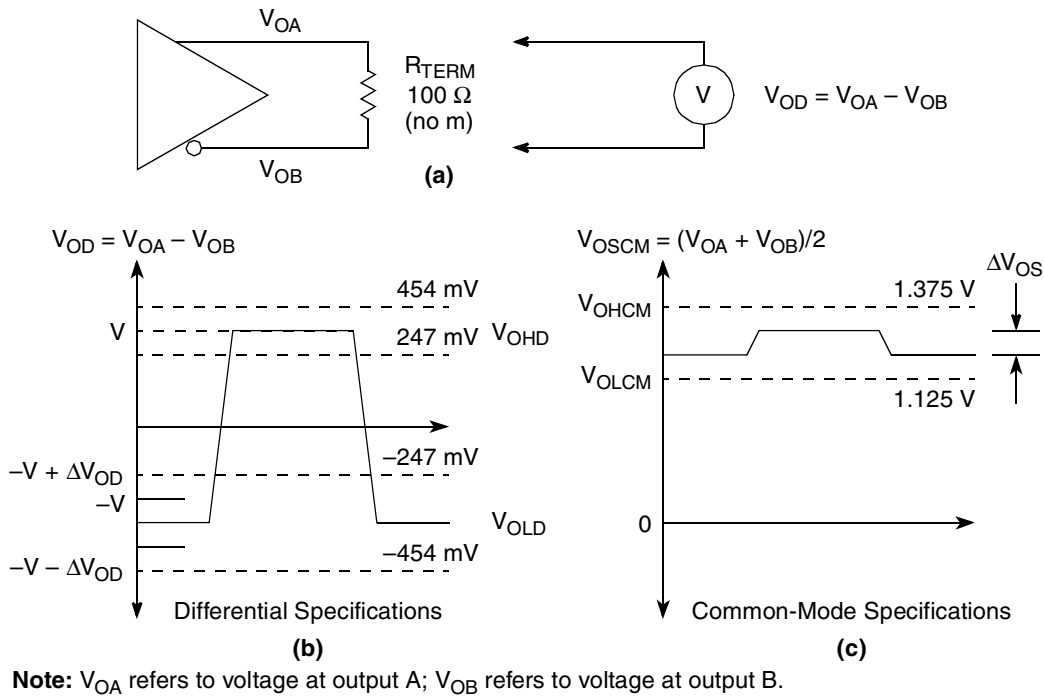 V_OA
R_TERM
100 Ω
(no m)
V
V_OD = V_OA – V_OB
V_OB
(a)
V_OD = V_OA – V_OB
454 mV
V
247 mV
V_OHD
–247 mV
–V + ΔV_OD
–V
V_OLD
–454 mV
–V – ΔV_OD
Differential Specifications
(b)
V_OSCM = (V_OA + V_OB)/2
ΔV_OS
1.375 V
V_OHCM
V_OLCM
1.125 V
0
Common-Mode Specifications
(c)
Note: V_OA refers to voltage at output A; V_OB refers to voltage at output B.